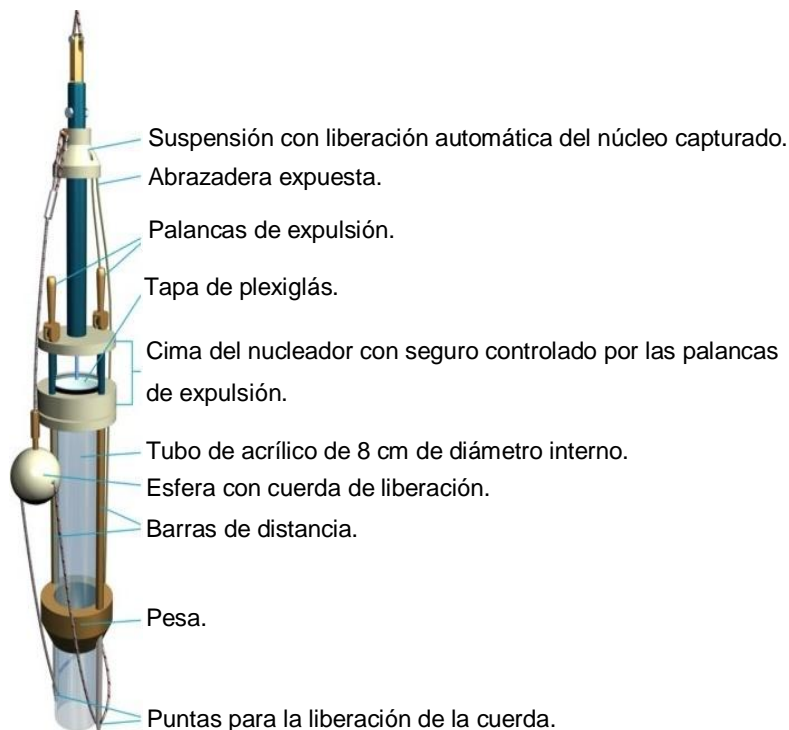 Suspensión con liberación automática del núcleo capturado.
Abrazadera expuesta.
Palancas de expulsión.
Tapa de plexiglás.
Cima del nucleador con seguro controlado por las palancas
de expulsión.
Tubo de acrílico de 8 cm de diámetro interno.
Esfera con cuerda de liberación.
Barras de distancia.
Pesa.
Puntas para la liberación de la cuerda.